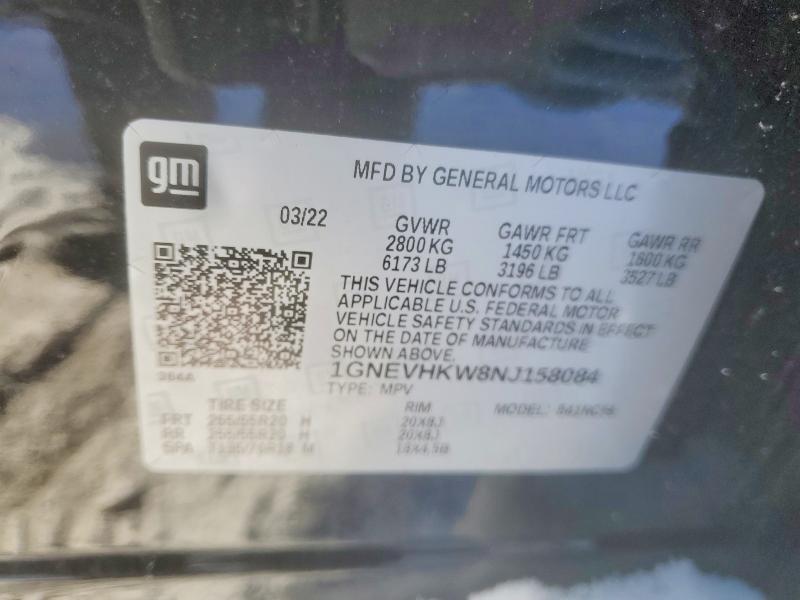 gm
MFD BY GENERAL MOTORS LLC
03/22
GVWR GAWR FRT GAWR RR
2800 KG 1450 KG 1600 KG
6173 LB 3196 LB 3527 LB
THIS VEHICLE CONFORMS TO ALL
APPLICABLE U.S. FEDERAL MOTOR
VEHICLE SAFETY STANDARDS IN EFFECT
ON THE DATE OF MANUFACTURE
SHOWN ABOVE.
1GNEVHKW8NJ158084
TYPE: MPV MODEL:
TIRE SIZE RIM
FRT H 20X8J
RR H 20X8J
SPA M